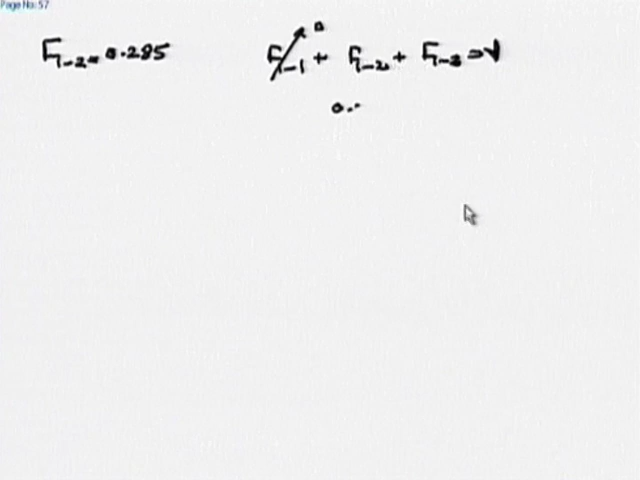 Page No: 57
F₁₋₂ = 0.285 F₁₋₁ + F₁₋₂ + F₁₋₃ = 1
0
0..